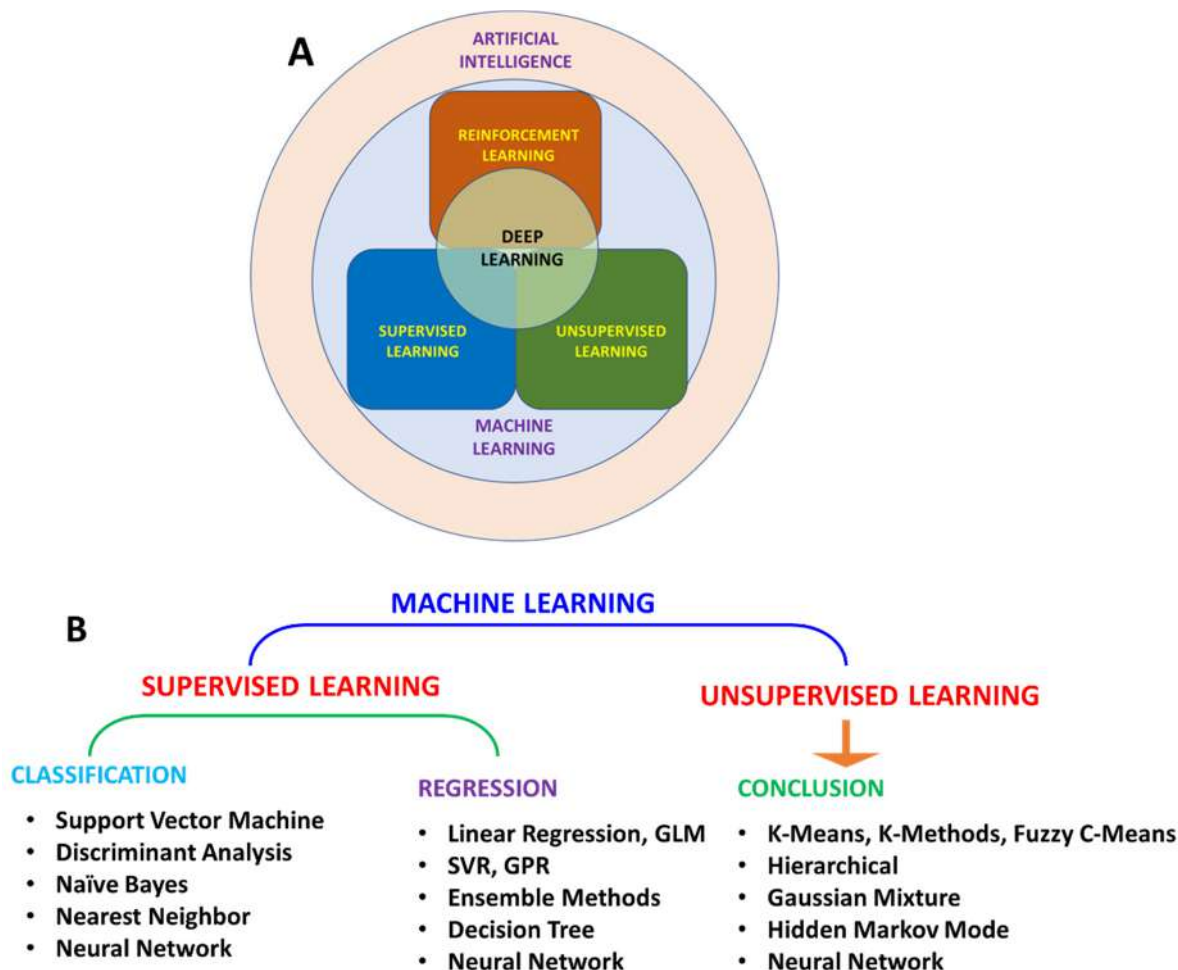 A
ARTIFICIAL
INTELLIGENCE
REINFORCEMENT
LEARNING
DEEP
LEARNING
SUPERVISED
LEARNING
UNSUPERVISED
LEARNING
MACHINE
LEARNING
B
MACHINE LEARNING
SUPERVISED LEARNING
UNSUPERVISED LEARNING
CLASSIFICATION
• Support Vector Machine
• Discriminant Analysis
• Naïve Bayes
• Nearest Neighbor
• Neural Network
REGRESSION
• Linear Regression, GLM
• SVR, GPR
• Ensemble Methods
• Decision Tree
• Neural Network
CONCLUSION
• K-Means, K-Methods, Fuzzy C-Means
• Hierarchical
• Gaussian Mixture
• Hidden Markov Mode
• Neural Network